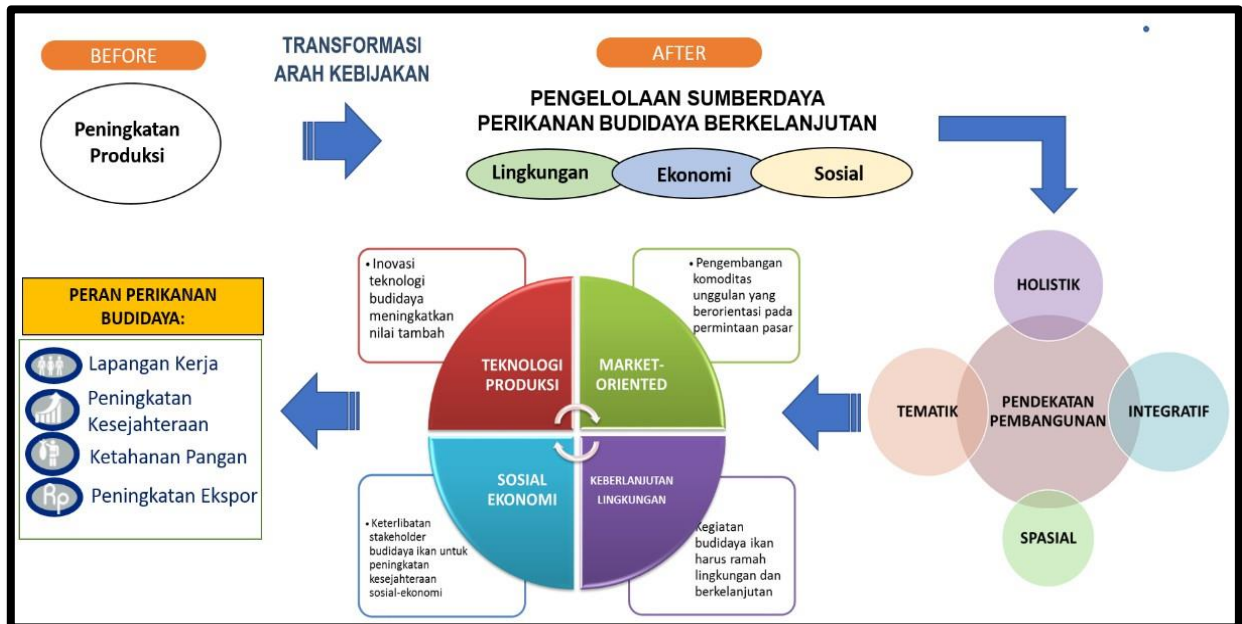 BEFORE
Peningkatan
Produksi
TRANSFORMASI
ARAH KEBIJAKAN
AFTER
PENGELOLAAN SUMBERDAYA
PERIKANAN BUDIDAYA BERKELANJUTAN
Lingkungan
Ekonomi
Sosial
HOLISTIK
TEMATIK
PENDEKATAN
PEMBANGUNAN
INTEGRATIF
SPASIAL
• Inovasi
teknologi
budidaya
meningkatkan
nilai tambah
• Pengembangan
komoditas
unggulan yang
berorientasi pada
permintaan pasar
TEKNOLOGI
PRODUKSI
MARKET-
ORIENTED
SOSIAL
EKONOMI
KEBERLANJUTAN
LINGKUNGAN
• Keterlibatan
stakeholder
budidaya ikan untuk
peningkatan
kesejahteraan
sosial-ekonomi
Kegiatan
budidaya ikan
harus ramah
lingkungan dan
berkelanjutan
PERAN PERIKANAN
BUDIDAYA:
Lapangan Kerja
Peningkatan
Kesejahteraan
Ketahanan Pangan
Rp
Peningkatan Ekspor